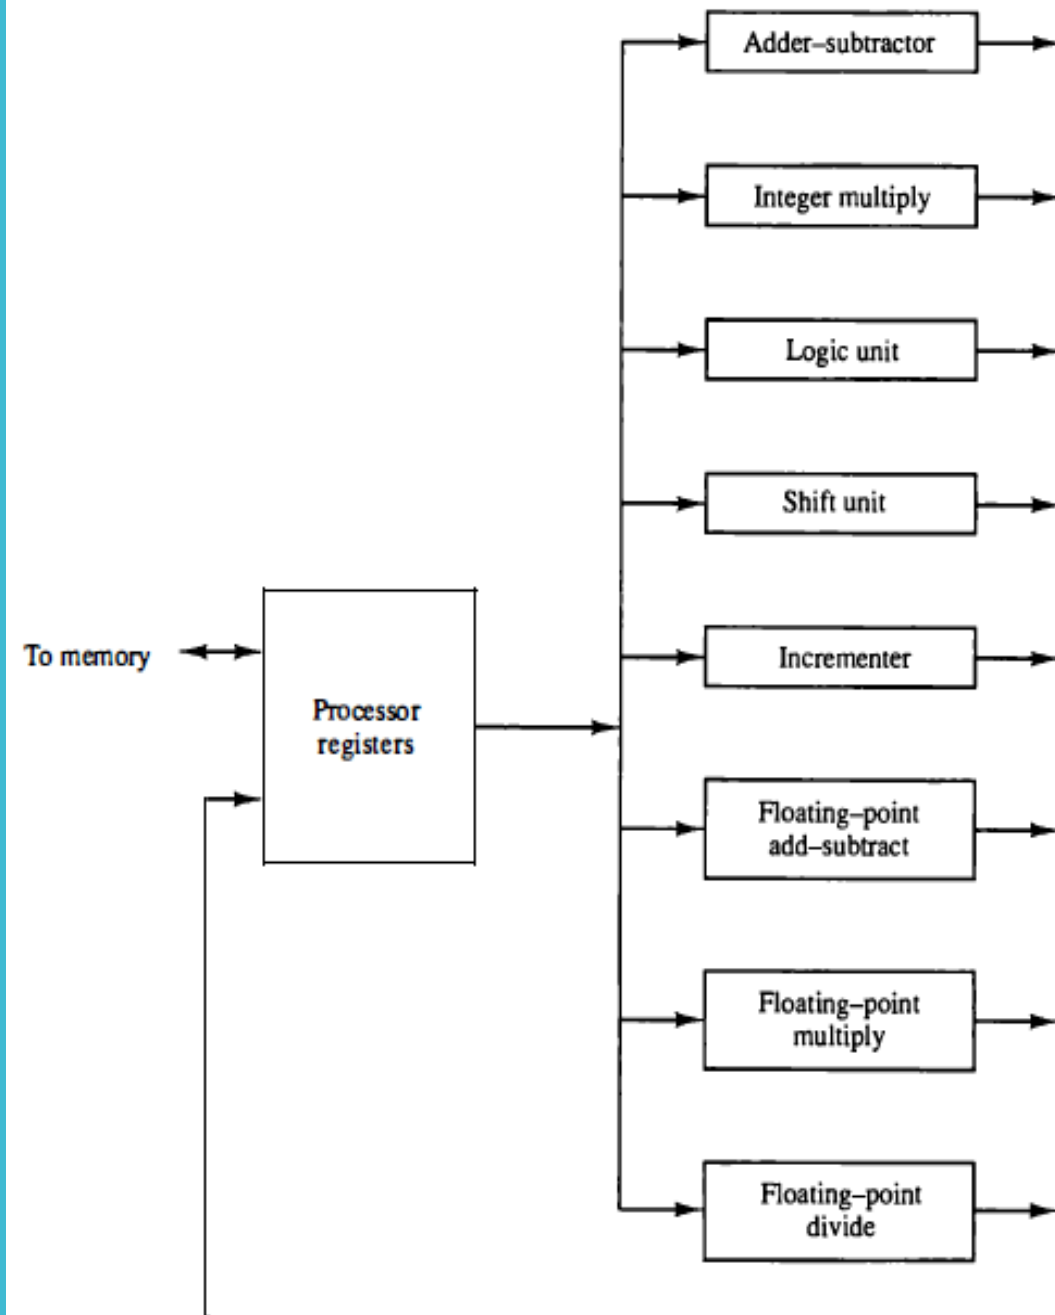 Adder–subtractor
Integer multiply
Logic unit
Shift unit
To memory
Incrementer
Processor
registers
Floating–point
add–subtract
Floating–point
multiply
Floating–point
divide